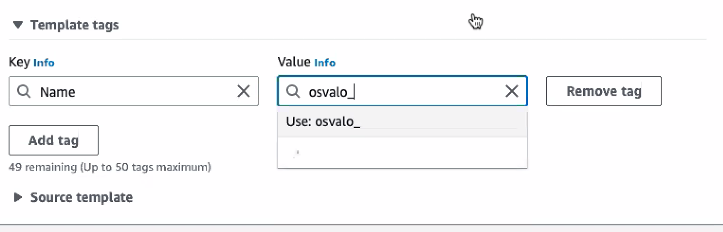 Template tags
Key Info
Value Info
Name
osvalo_
Remove tag
Use: osvalo_
Add tag
49 remaining (Up to 50 tags maximum)
Source template